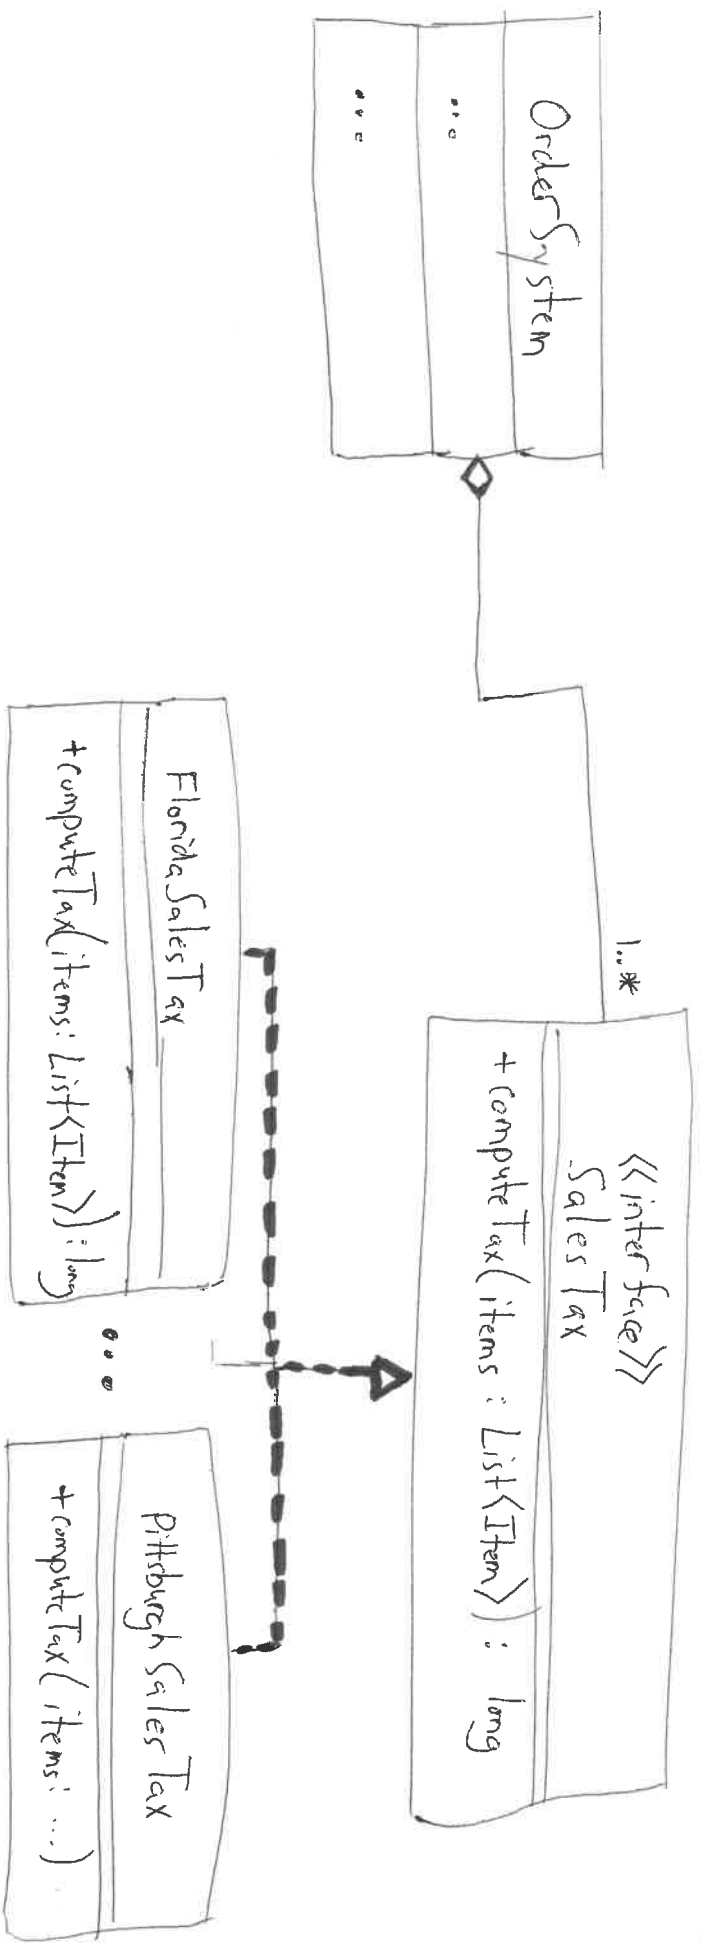 OrderSystem
...
...
1..*
<<interface>>
SalesTax
+computeTax(items: List<Item>): long
FloridaSalesTax
+computeTax(items: List<Item>): long
...
PittsburghSalesTax
+computeTax(items: ...)